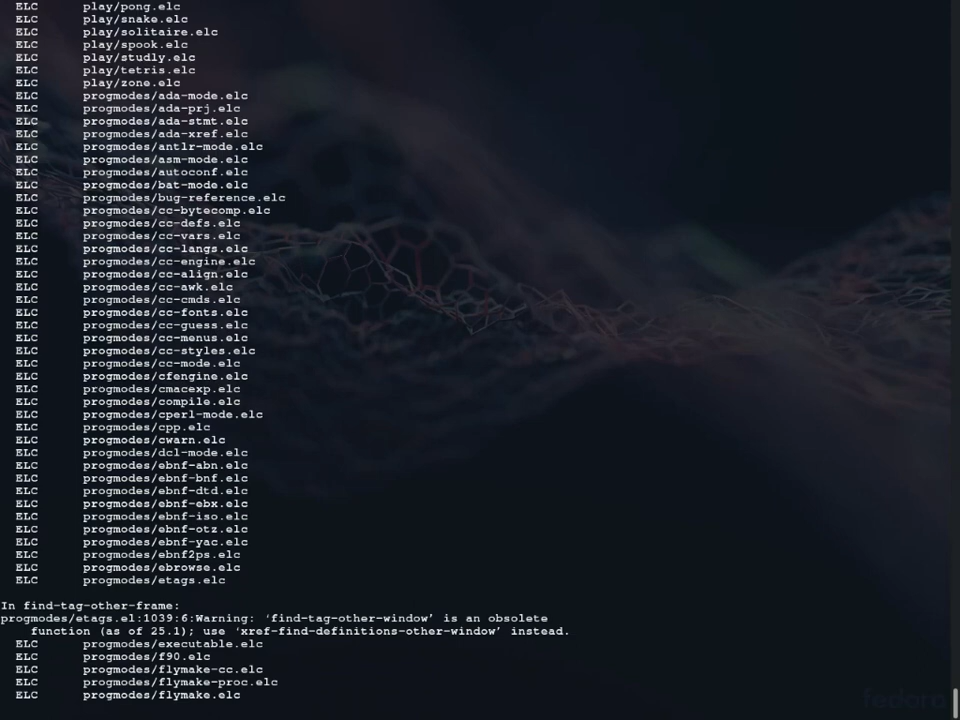 ELC play/pong.elc
ELC play/snake.elc
ELC play/solitaire.elc
ELC play/spook.elc
ELC play/studly.elc
ELC play/tetris.elc
ELC play/zone.elc
ELC progmodes/ada-mode.elc
ELC progmodes/ada-prj.elc
ELC progmodes/ada-stmt.elc
ELC progmodes/ada-xref.elc
ELC progmodes/antlr-mode.elc
ELC progmodes/asm-mode.elc
ELC progmodes/autoconf.elc
ELC progmodes/bat-mode.elc
ELC progmodes/bug-reference.elc
ELC progmodes/cc-bytecomp.elc
ELC progmodes/cc-defs.elc
ELC progmodes/cc-vars.elc
ELC progmodes/cc-langs.elc
ELC progmodes/cc-engine.elc
ELC progmodes/cc-align.elc
ELC progmodes/cc-awk.elc
ELC progmodes/cc-cmds.elc
ELC progmodes/cc-fonts.elc
ELC progmodes/cc-guess.elc
ELC progmodes/cc-menus.elc
ELC progmodes/cc-styles.elc
ELC progmodes/cc-mode.elc
ELC progmodes/cfengine.elc
ELC progmodes/cmacexp.elc
ELC progmodes/compile.elc
ELC progmodes/cperl-mode.elc
ELC progmodes/cpp.elc
ELC progmodes/cwarn.elc
ELC progmodes/dcl-mode.elc
ELC progmodes/ebnf-abn.elc
ELC progmodes/ebnf-bnf.elc
ELC progmodes/ebnf-dtd.elc
ELC progmodes/ebnf-ebx.elc
ELC progmodes/ebnf-iso.elc
ELC progmodes/ebnf-otz.elc
ELC progmodes/ebnf-yac.elc
ELC progmodes/ebnf2ps.elc
ELC progmodes/ebrowse.elc
ELC progmodes/etags.elc
In find-tag-other-frame:
progmodes/etags.el:1039:6:Warning: ‘find-tag-other-window’ is an obsolete
function (as of 25.1); use ‘xref-find-definitions-other-window’ instead.
ELC progmodes/executable.elc
ELC progmodes/f90.elc
ELC progmodes/flymake-cc.elc
ELC progmodes/flymake-proc.elc
ELC progmodes/flymake.elc
fedora